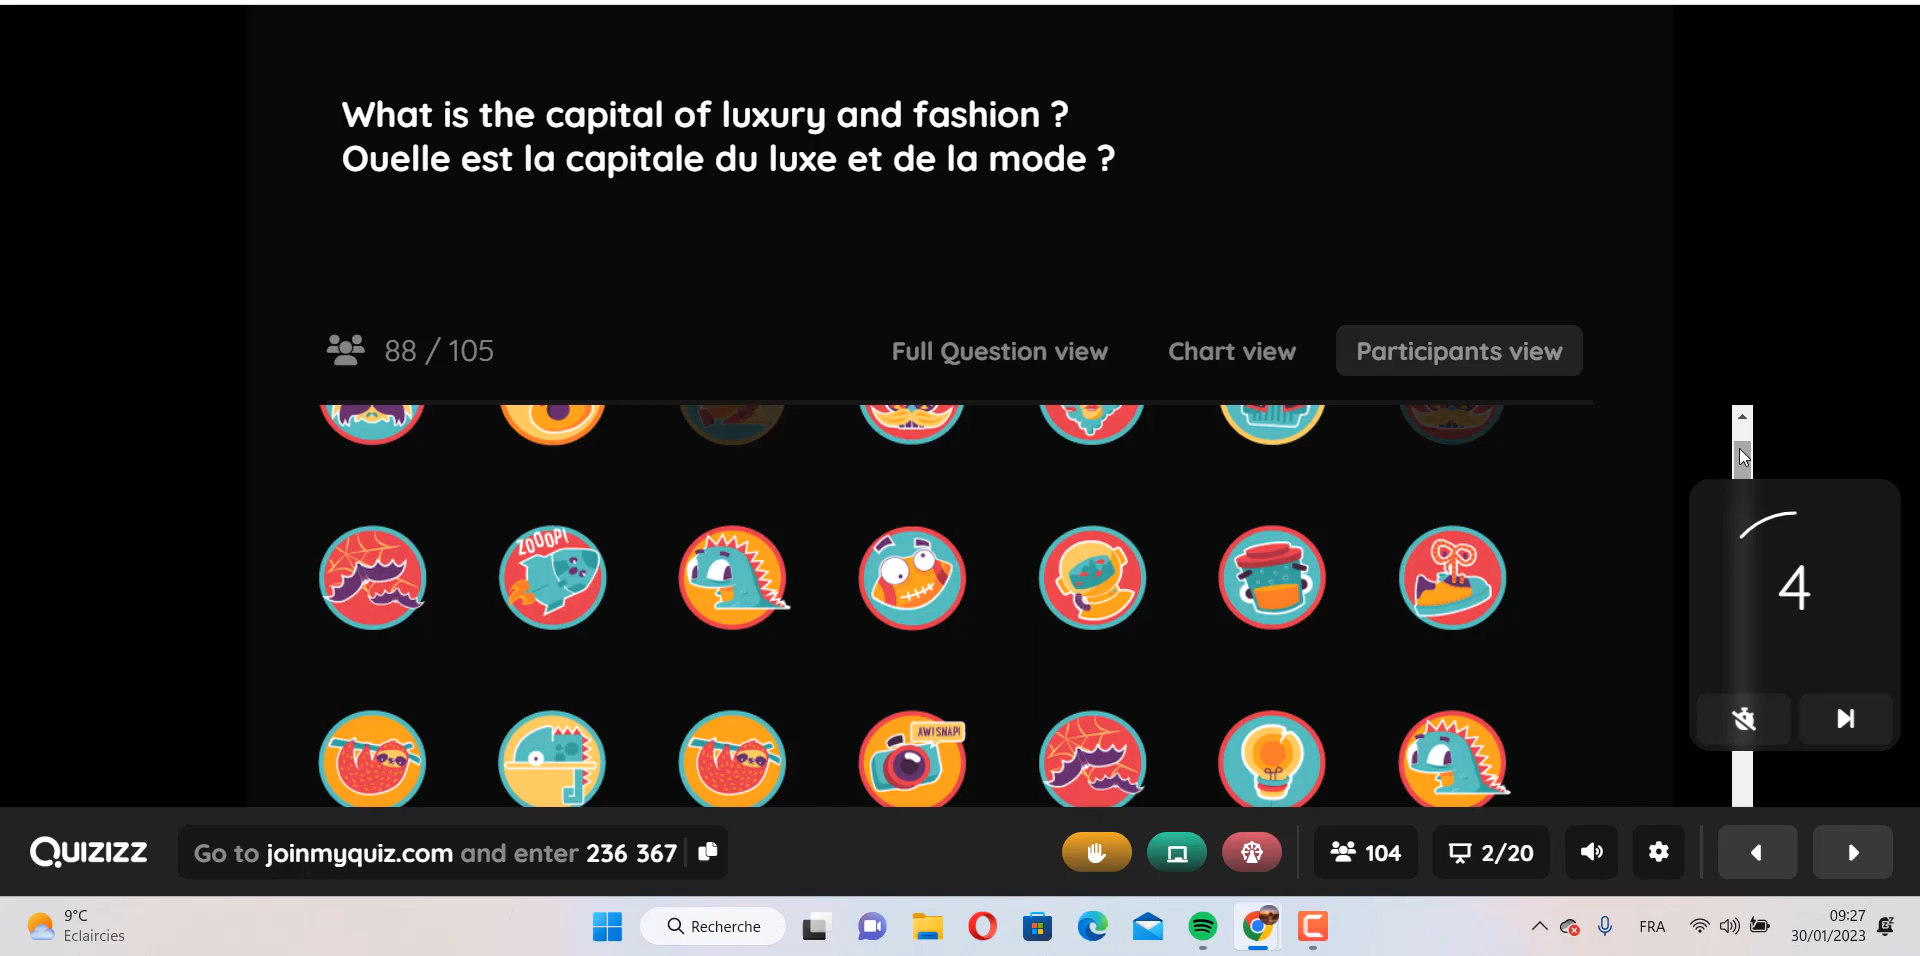 What is the capital of luxury and fashion ?
Ouelle est la capitale du luxe et de la mode ?
88 / 105
Full Question view
Chart view
Participants view
ZOOOP!
4
AW!SNAP!
QUIZIZZ
Go to joinmyquiz.com and enter 236 367
104
2/20
9°C
Eclaircies
Recherche
FRA
09:27
30/01/2023